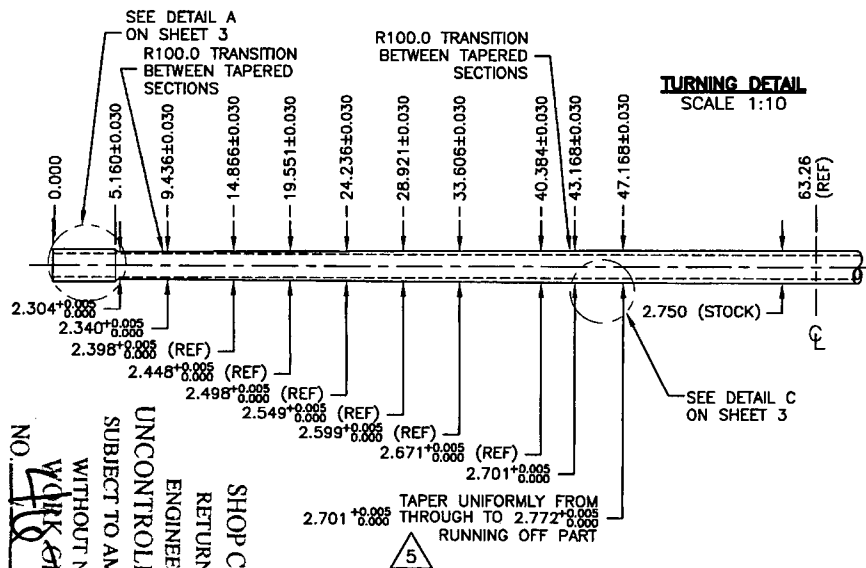 SEE DETAIL A
ON SHEET 3
R100.0 TRANSITION
BETWEEN TAPERED
SECTIONS
R100.0 TRANSITION
BETWEEN TAPERED
SECTIONS
TURNING DETAIL
SCALE 1:10
0.000
5.160±0.030
9.436±0.030
14.866±0.030
19.551±0.030
24.236±0.030
28.921±0.030
33.606±0.030
40.384±0.030
43.168±0.030
47.168±0.030
63.26
(REF)
2.304 +0.005 0.000
2.340 +0.005 0.000
2.398 +0.005 0.000 (REF)
2.448 +0.005 0.000 (REF)
2.498 +0.005 0.000 (REF)
2.549 +0.005 0.000 (REF)
2.599 +0.005 0.000 (REF)
2.671 +0.005 0.000 (REF)
2.701 +0.005 0.000
2.750 (STOCK)
SEE DETAIL C
ON SHEET 3
TAPER UNIFORMLY FROM
2.701 +0.005 0.000 THROUGH TO 2.772 +0.005 0.000
RUNNING OFF PART
5
SHOP C
RETURN
ENGINEE
UNCONTROL
SUBJECT TO AM
WITHOUT N
WORK
NO.